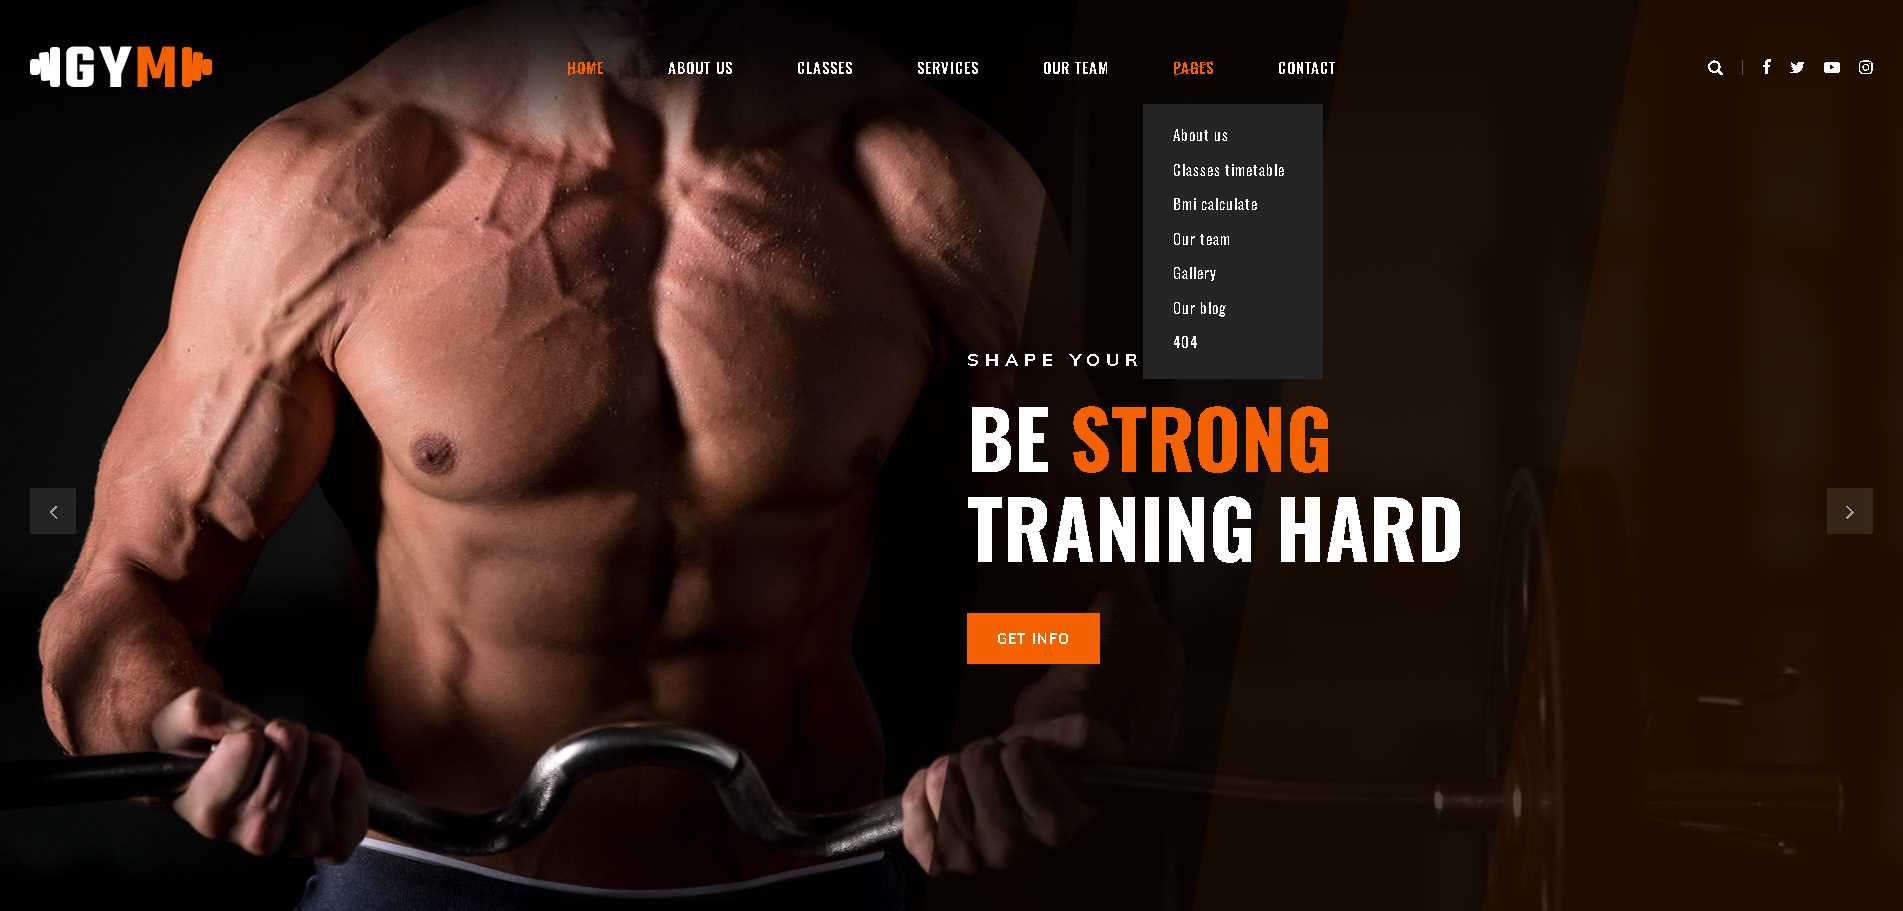 GYM
HOME ABOUT US CLASSES SERVICES OUR TEAM PAGES CONTACT
About us
Classes timetable
Bmi calculate
Our team
Gallery
Our blog
404
SHAPE YOUR
BE STRONG
TRANING HARD
GET INFO